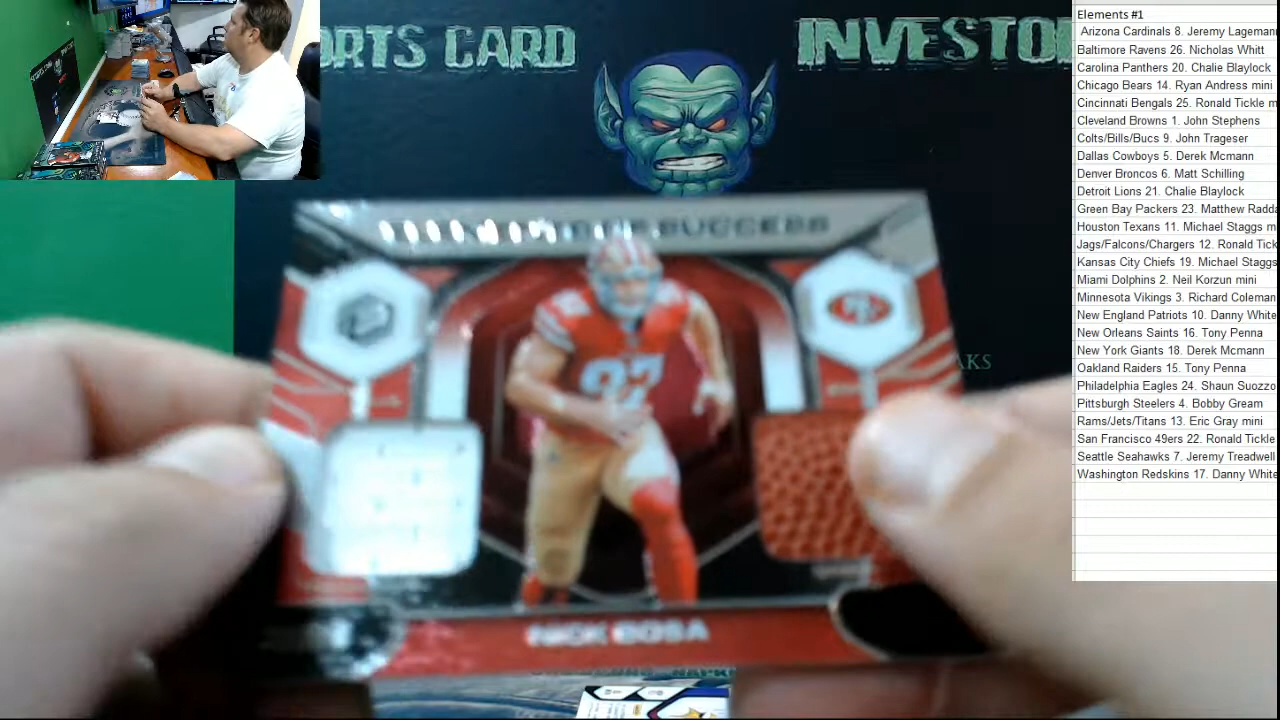 ORTS CARD
INVESTO
AKS
SUCCESS
97
NICK BOSA
Elements #1
Arizona Cardinals 8. Jeremy Lageman
Baltimore Ravens 26. Nicholas Whitt
Carolina Panthers 20. Chalie Blaylock
Chicago Bears 14. Ryan Andress mini
Cincinnati Bengals 25. Ronald Tickle m
Cleveland Browns 1. John Stephens
Colts/Bills/Bucs 9. John Trageser
Dallas Cowboys 5. Derek Mcmann
Denver Broncos 6. Matt Schilling
Detroit Lions 21. Chalie Blaylock
Green Bay Packers 23. Matthew Radda
Houston Texans 11. Michael Staggs m
Jags/Falcons/Chargers 12. Ronald Tick
Kansas City Chiefs 19. Michael Staggs
Miami Dolphins 2. Neil Korzun mini
Minnesota Vikings 3. Richard Coleman
New England Patriots 10. Danny White
New Orleans Saints 16. Tony Penna
New York Giants 18. Derek Mcmann
Oakland Raiders 15. Tony Penna
Philadelphia Eagles 24. Shaun Suozzo
Pittsburgh Steelers 4. Bobby Gream
Rams/Jets/Titans 13. Eric Gray mini
San Francisco 49ers 22. Ronald Tickle
Seattle Seahawks 7. Jeremy Treadwell
Washington Redskins 17. Danny White